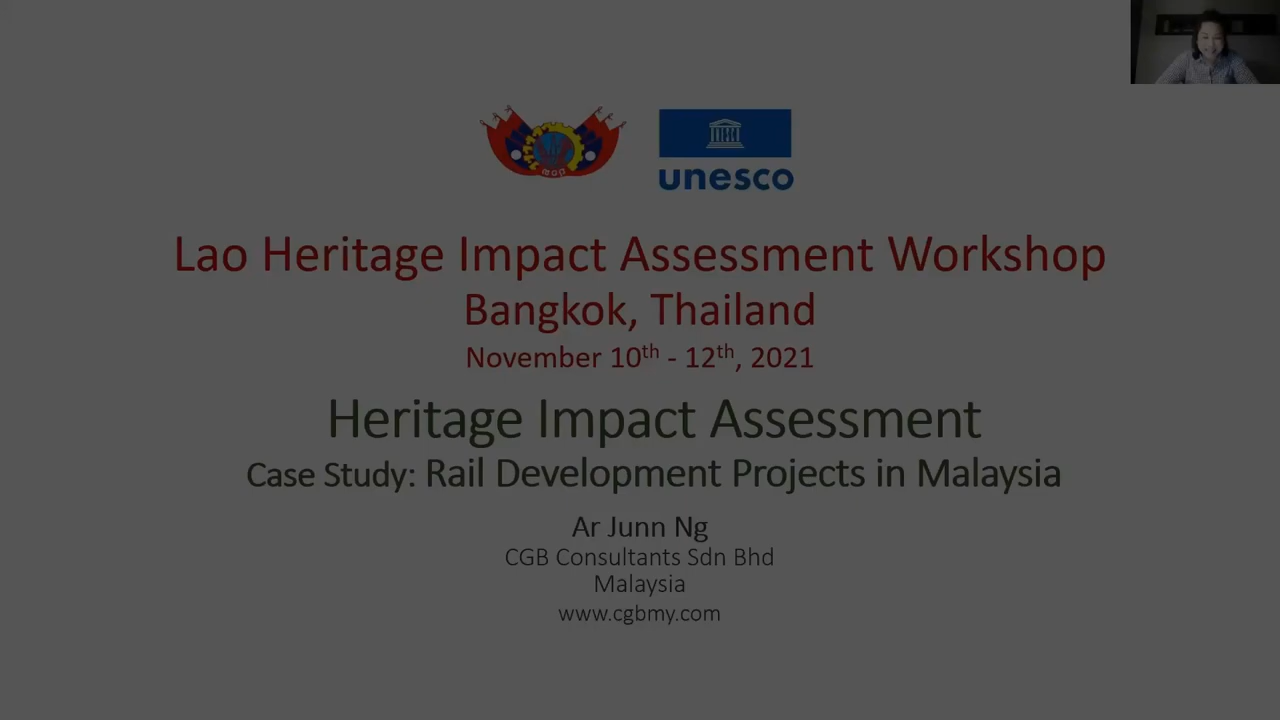 unesco
Lao Heritage Impact Assessment Workshop
Bangkok, Thailand
November 10th - 12th, 2021
Heritage Impact Assessment
Case Study: Rail Development Projects in Malaysia
Ar Junn Ng
CGB Consultants Sdn Bhd
Malaysia
www.cgbmy.com